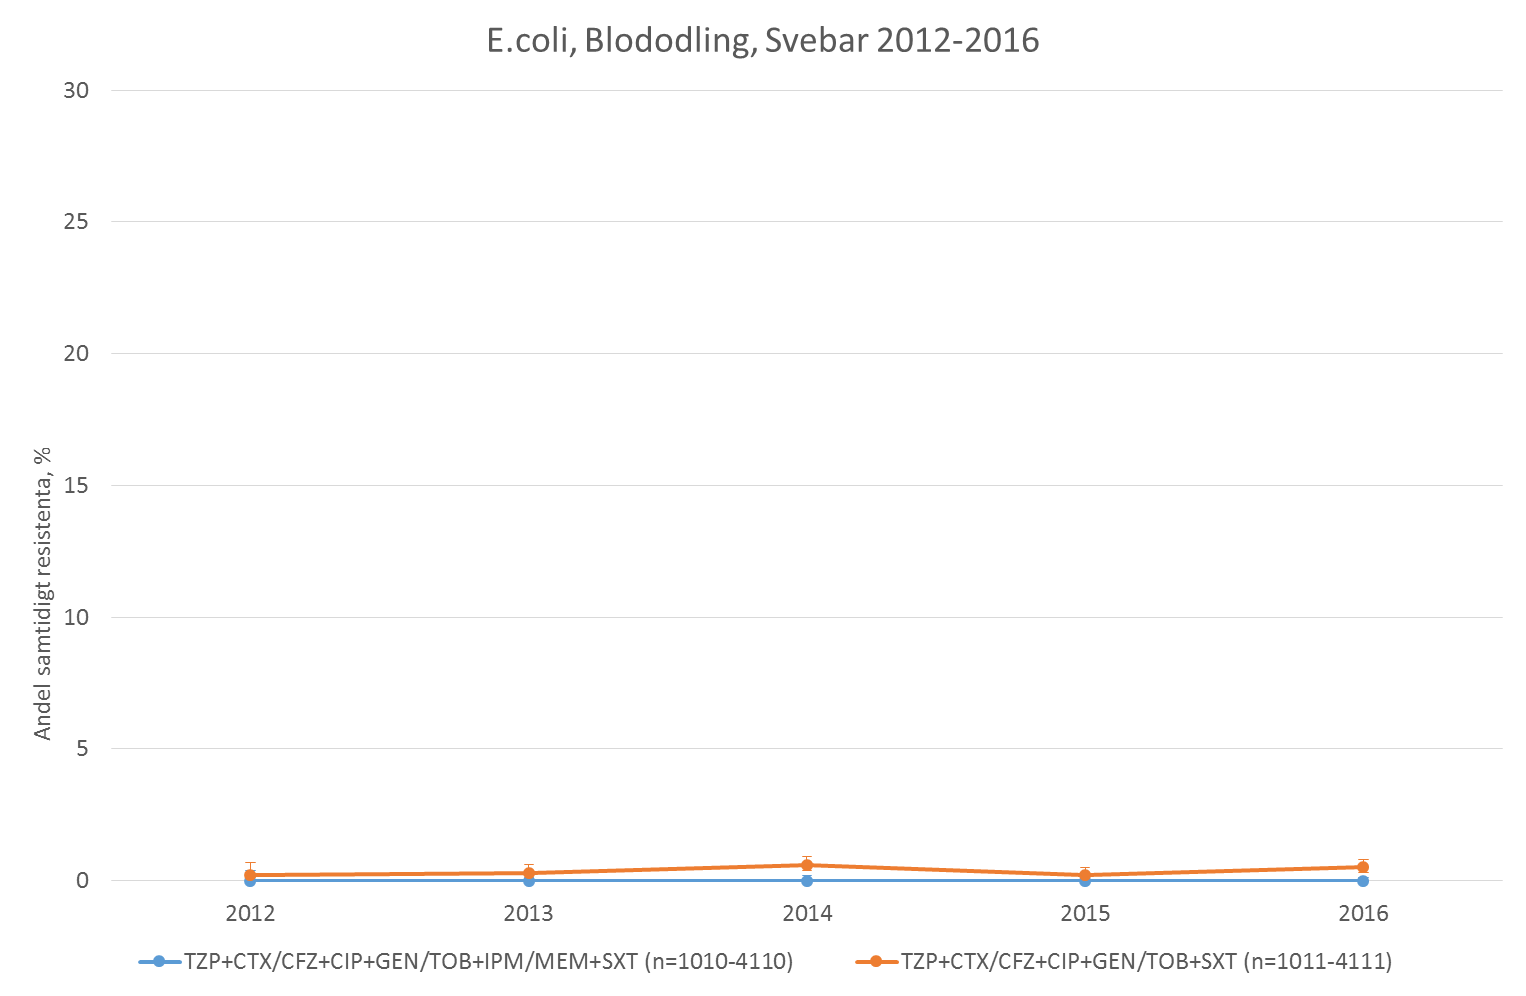 E.coli, Blododling, Svebar 2012-2016
Andel samtidigt resistenta, %
30
25
20
15
10
5
0
2012 2013 2014 2015 2016
TZP+CTX/CFZ+CIP+GEN/TOB+IPM/MEM+SXT (n=1010-4110) TZP+CTX/CFZ+CIP+GEN/TOB+SXT (n=1011-4111)